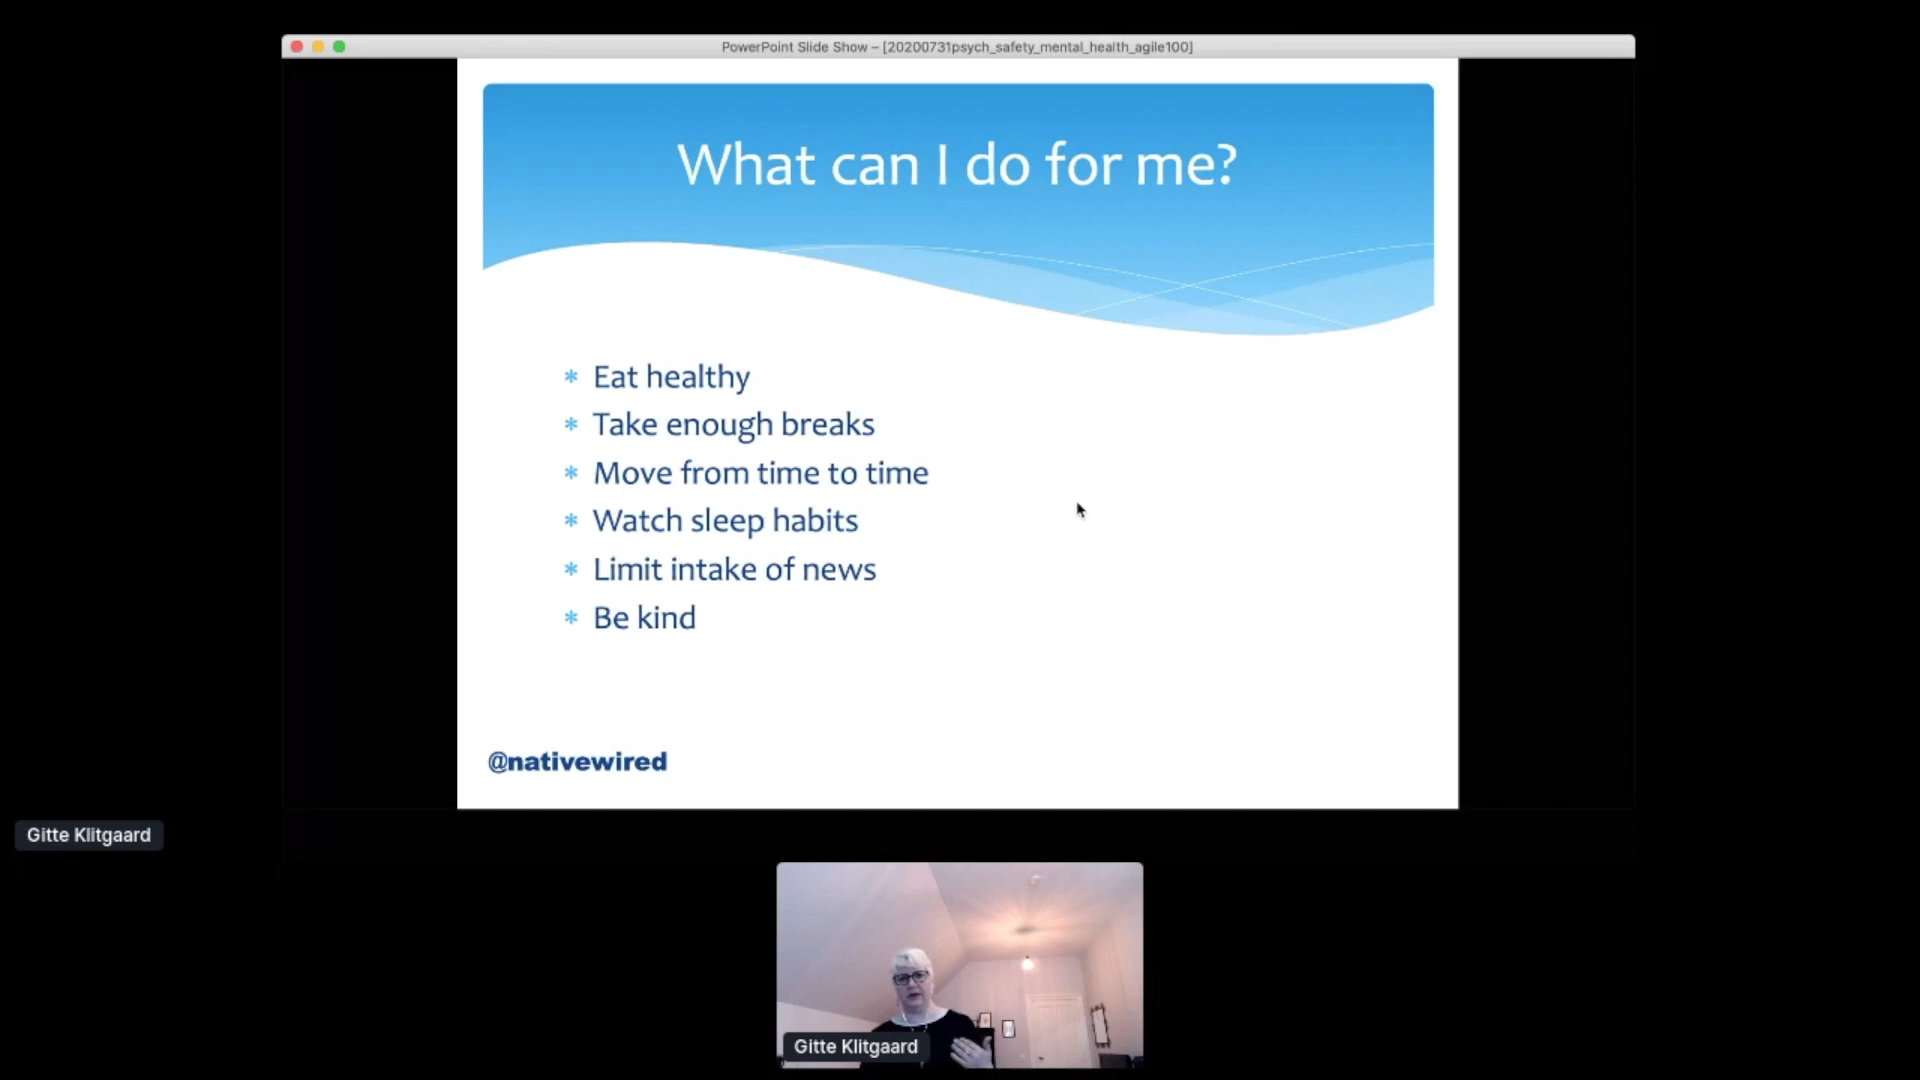 PowerPoint Slide Show – [20200731psych_safety_mental_health_agile100]
What can I do for me?
* Eat healthy
* Take enough breaks
* Move from time to time
* Watch sleep habits
* Limit intake of news
* Be kind
@nativewired
Gitte Klitgaard
Gitte Klitgaard